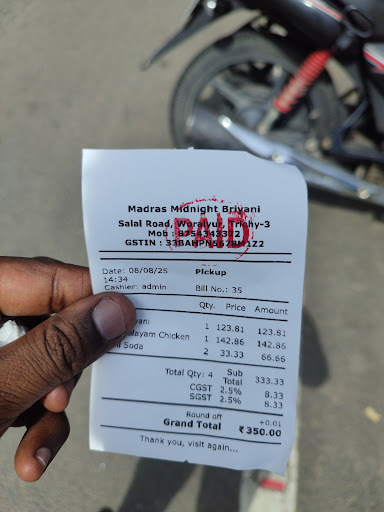 Madras Midnight Briyani
Salai Road, Woraiyur, Trichy-3
Mob : 8754343372
GSTIN : 33BAHPN5678M1Z2
PAID
Date: 08/08/25 Pickup
14:34
Cashier: admin Bill No.: 35
Qty. Price Amount
1 123.81 123.81
Chicken 1 142.86 142.86
Soda 2 33.33 66.66
Total Qty: 4 Sub Total 333.33
CGST 2.5% 8.33
SGST 2.5% 8.33
Round off +0.01
Grand Total ₹350.00
Thank you, visit again...